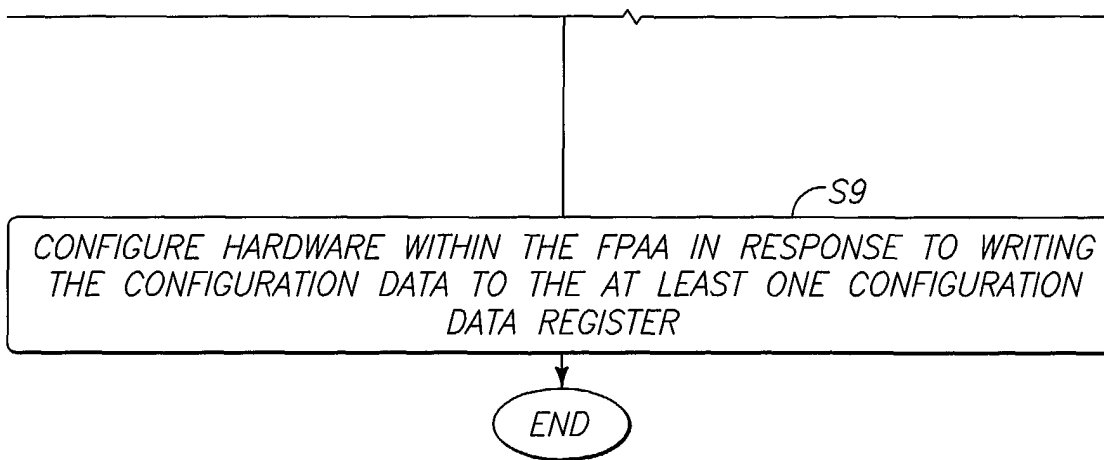 S9
CONFIGURE HARDWARE WITHIN THE FPAA IN RESPONSE TO WRITING
THE CONFIGURATION DATA TO THE AT LEAST ONE CONFIGURATION
DATA REGISTER
END